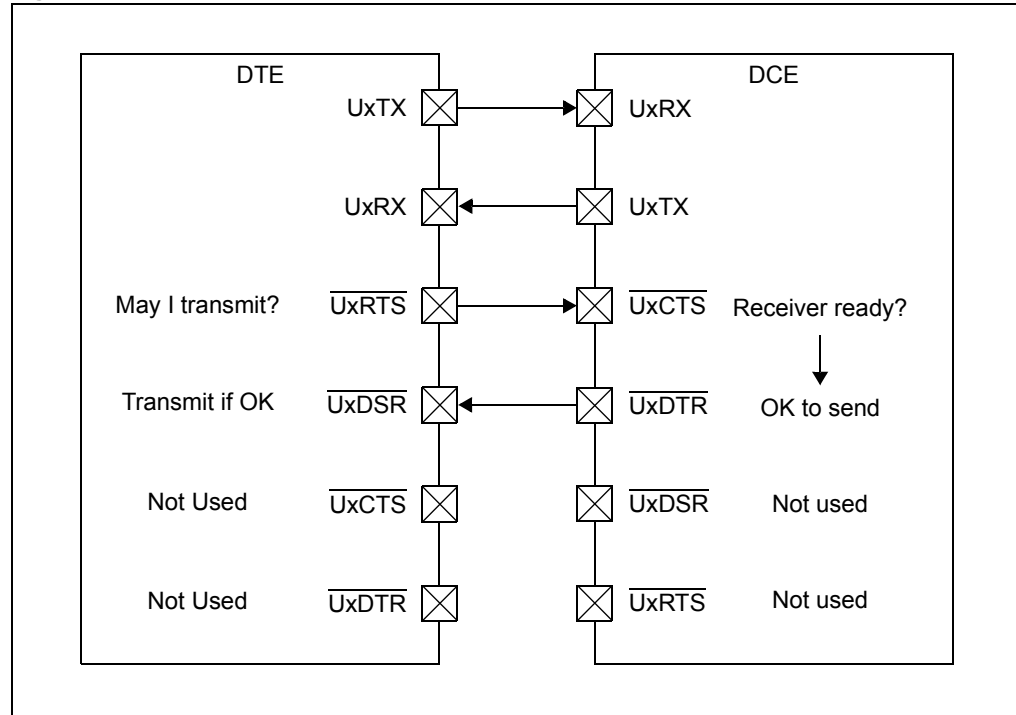 DTE
DCE
UxTX
UxRX
UxRX
UxTX
May I transmit?
UxRTS
UxCTS
Receiver ready?
Transmit if OK
UxDSR
UxDTR
OK to send
Not Used
UxCTS
UxDSR
Not used
Not Used
UxDTR
UxRTS
Not used